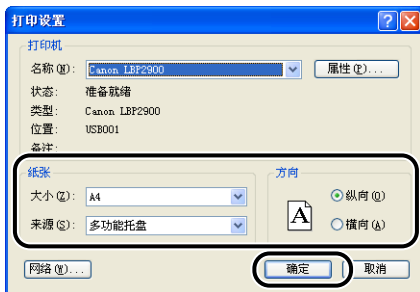 打印设置
打印机
名称(N): Canon LBP2900 属性(P)...
状态: 准备就绪
类型: Canon LBP2900
位置: USB001
备注:
纸张
方向
大小(Z): A4
纵向(O)
来源(S): 多功能托盘
A
横向(A)
网络(W)... 确定 取消